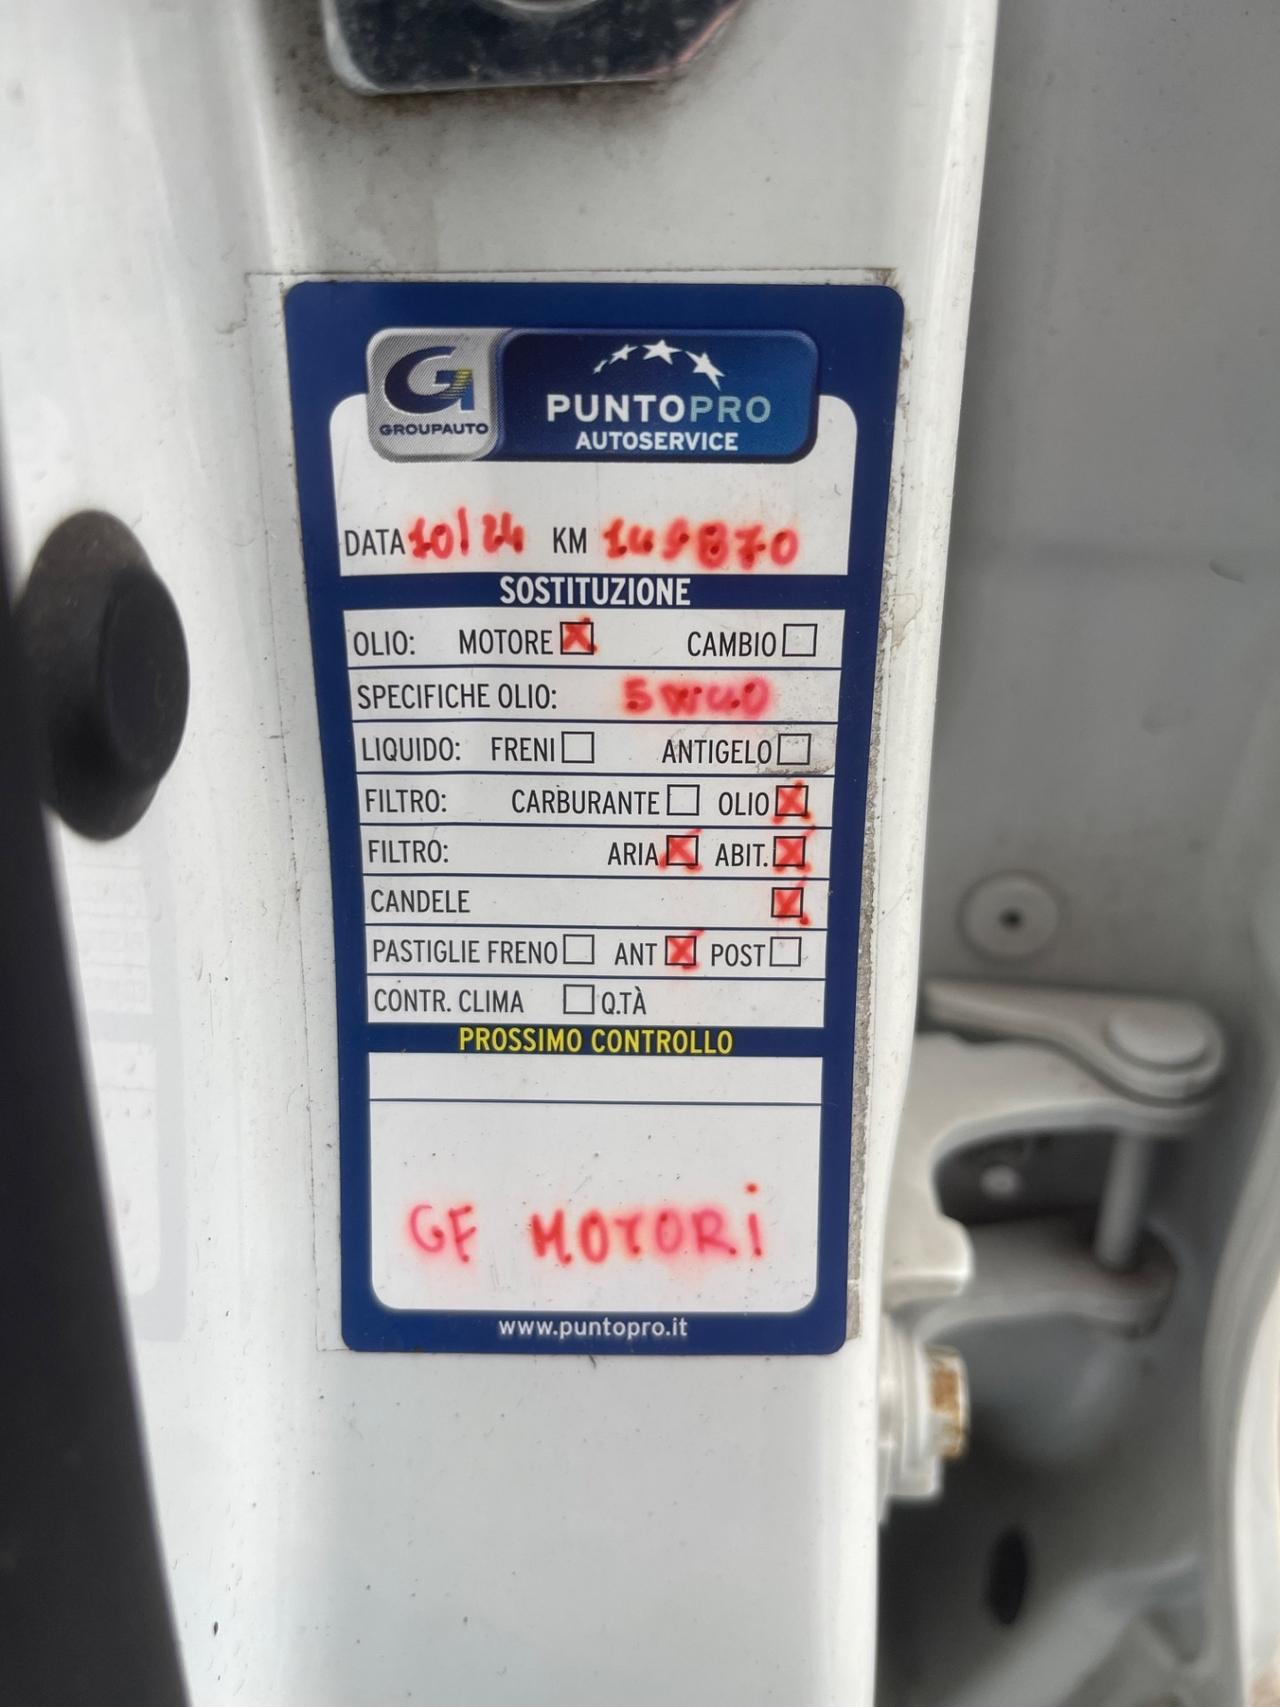 G
GROUPAUTO
PUNTOPRO
AUTOSERVICE
DATA 10/24 KM 149870
SOSTITUZIONE
OLIO: MOTORE X CAMBIO
SPECIFICHE OLIO: 5W40
LIQUIDO: FRENI ANTIGELO
FILTRO: CARBURANTE OLIO X
FILTRO: ARIA X ABIT. X
CANDELE X
PASTIGLIE FRENO ANT X POST
CONTR. CLIMA Q.TÀ
PROSSIMO CONTROLLO
GF MOTORi
www.puntopro.it